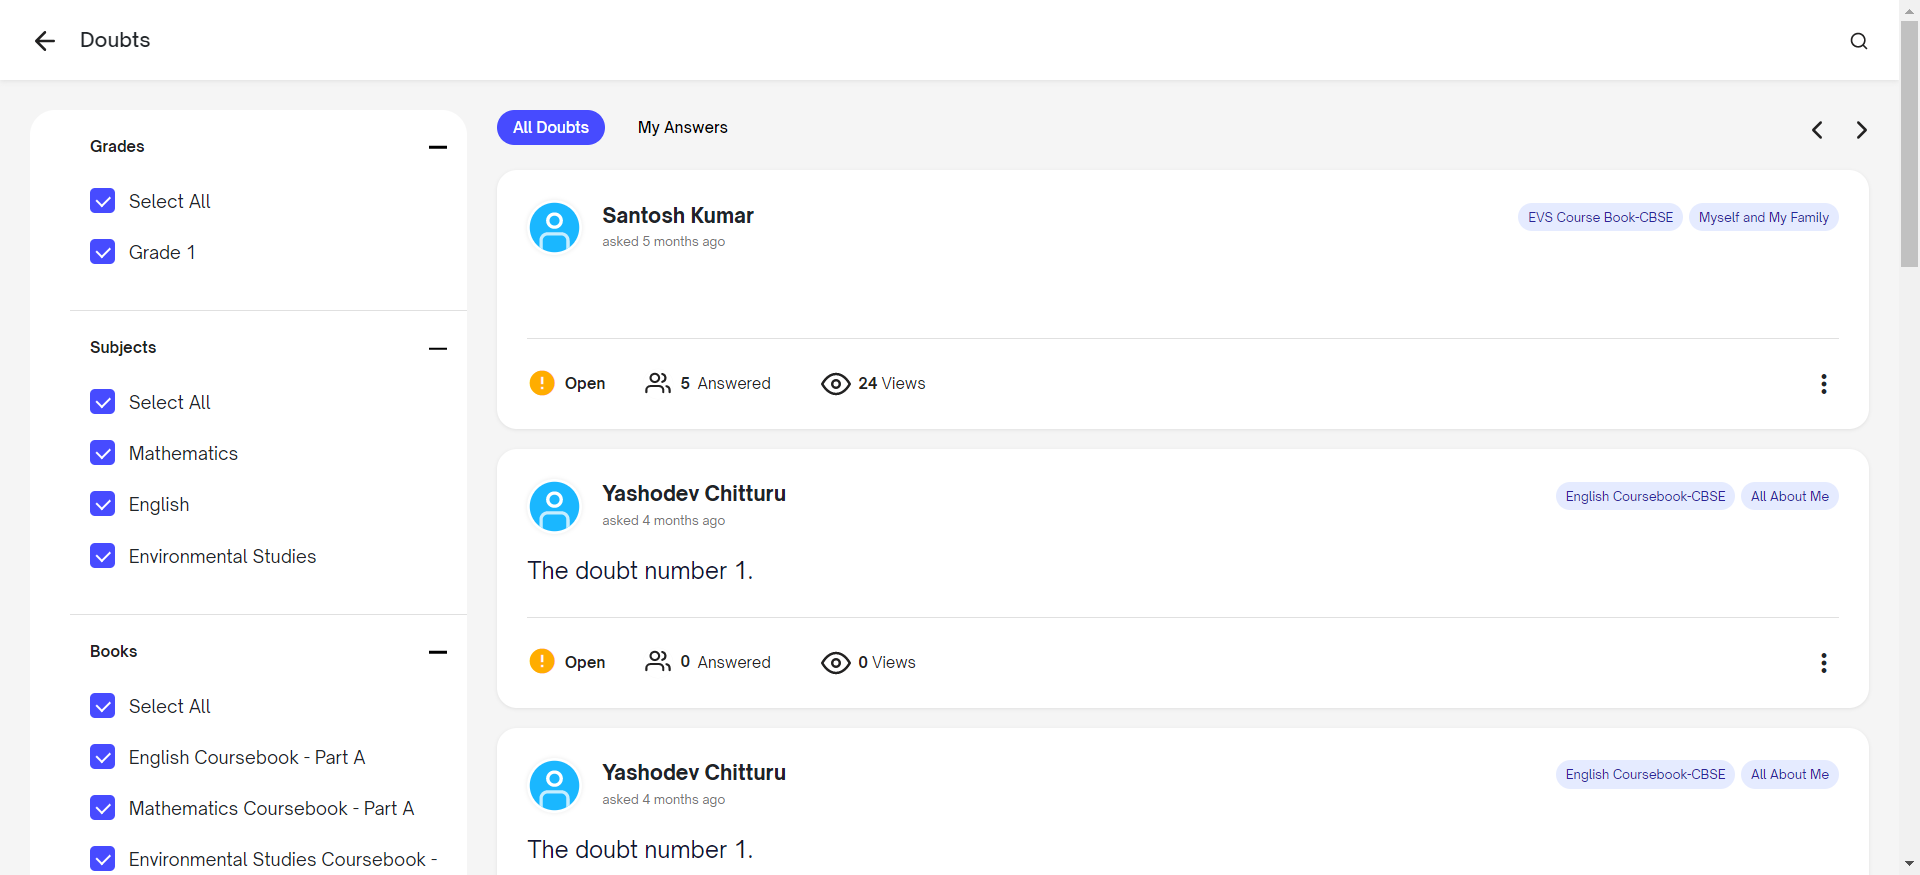 Doubts
Grades
Select All
Grade 1
Subjects
Select All
Mathematics
English
Environmental Studies
Books
Select All
English Coursebook - Part A
Mathematics Coursebook - Part A
Environmental Studies Coursebook -
All Doubts My Answers
Santosh Kumar
asked 5 months ago
EVS Course Book-CBSE Myself and My Family
Open 5 Answered 24 Views
Yashodev Chitturu
asked 4 months ago
English Coursebook-CBSE All About Me
The doubt number 1.
Open 0 Answered 0 Views
Yashodev Chitturu
asked 4 months ago
English Coursebook-CBSE All About Me
The doubt number 1.